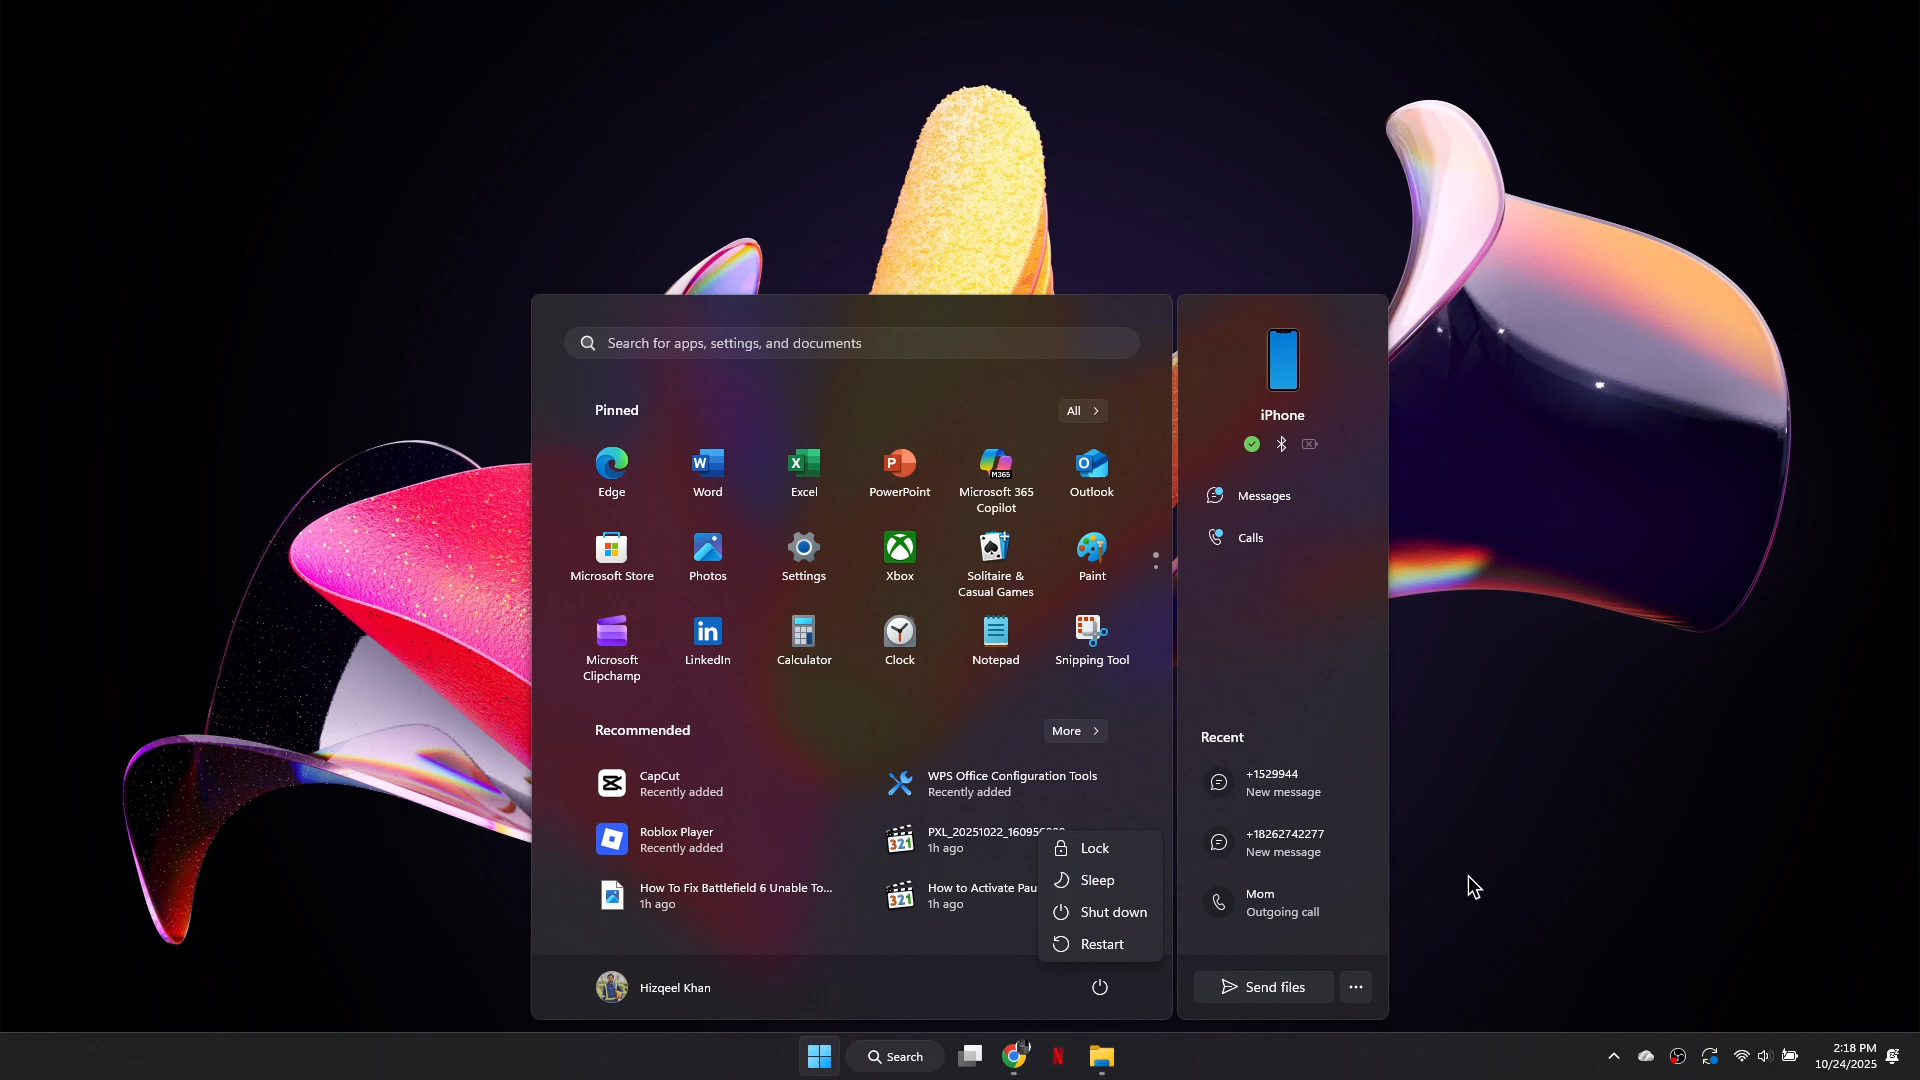 Search for apps, settings, and documents
Pinned
All
Edge
Word
Excel
PowerPoint
Microsoft 365
Copilot
Outlook
Microsoft Store
Photos
Settings
Xbox
Solitaire &
Casual Games
Paint
Microsoft
Clipchamp
LinkedIn
Calculator
Clock
Notepad
Snipping Tool
Recommended
More
CapCut
Recently added
WPS Office Configuration Tools
Recently added
Roblox Player
Recently added
1h ago
How To Fix Battlefield 6 Unable To...
1h ago
How to Activate Pau
1h ago
Lock
Sleep
Shut down
Restart
Hizqeel Khan
iPhone
Messages
Calls
Recent
+1529944
New message
+18262742277
New message
Mom
Outgoing call
Send files
Search
2:18 PM
10/24/2025